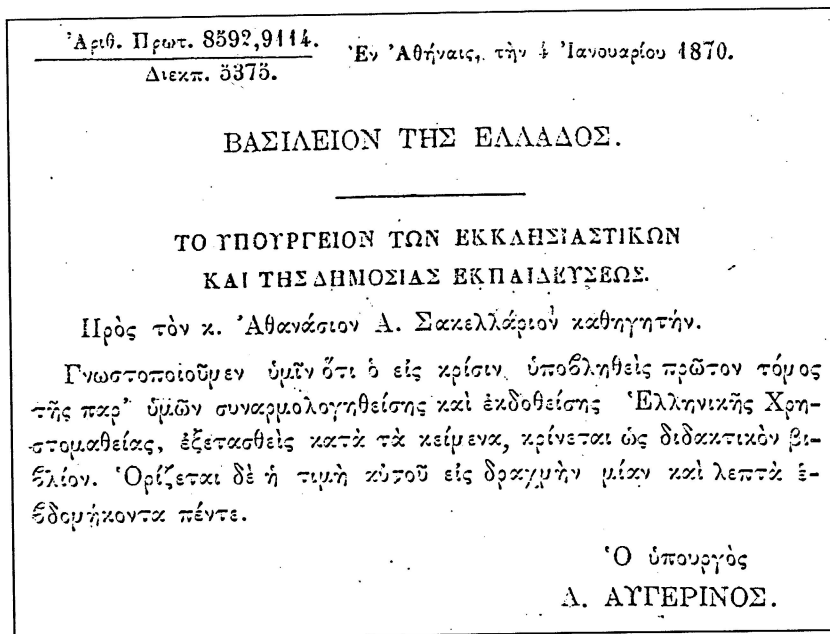 Ἀριθ. Πρωτ. 8592,9114.
Διεκπ. 5375.
Ἐν Ἀθήναις, τὴν 4 Ἰανουαρίου 1870.
ΒΑΣΙΛΕΙΟΝ ΤΗΣ ΕΛΛΑΔΟΣ.
ΤΟ ΥΠΟΥΡΓΕΙΟΝ ΤΩΝ ΕΚΚΛΗΣΙΑΣΤΙΚΩΝ
ΚΑΙ ΤΗΣ ΔΗΜΟΣΙΑΣ ΕΚΠΑΙΔΕΥΣΕΩΣ.
Πρὸς τὸν κ. Ἀθανάσιον Α. Σακελλάριον καθηγητήν.
Γνωστοποιοῦμεν ὑμῖν ὅτι ὁ εἰς κρίσιν ὑποβληθεὶς πρῶτον τόμος
τῆς παρ’ ὑμῶν συναρμολογηθείσης καὶ ἐκδοθείσης Ἑλληνικῆς Χρη-
στομαθείας, ἐξετασθεὶς κατὰ τὰ κείμενα, κρίνεται ὡς διδακτικὸν βι-
βλίον. Ὁρίζεται δὲ ἡ τιμὴ αὐτοῦ εἰς δραχμὴν μίαν καὶ λεπτὰ ἑ-
βδομήκοντα πέντε.
Ὁ ὑπουργὸς
Α. ΑΥΓΕΡΙΝΟΣ.